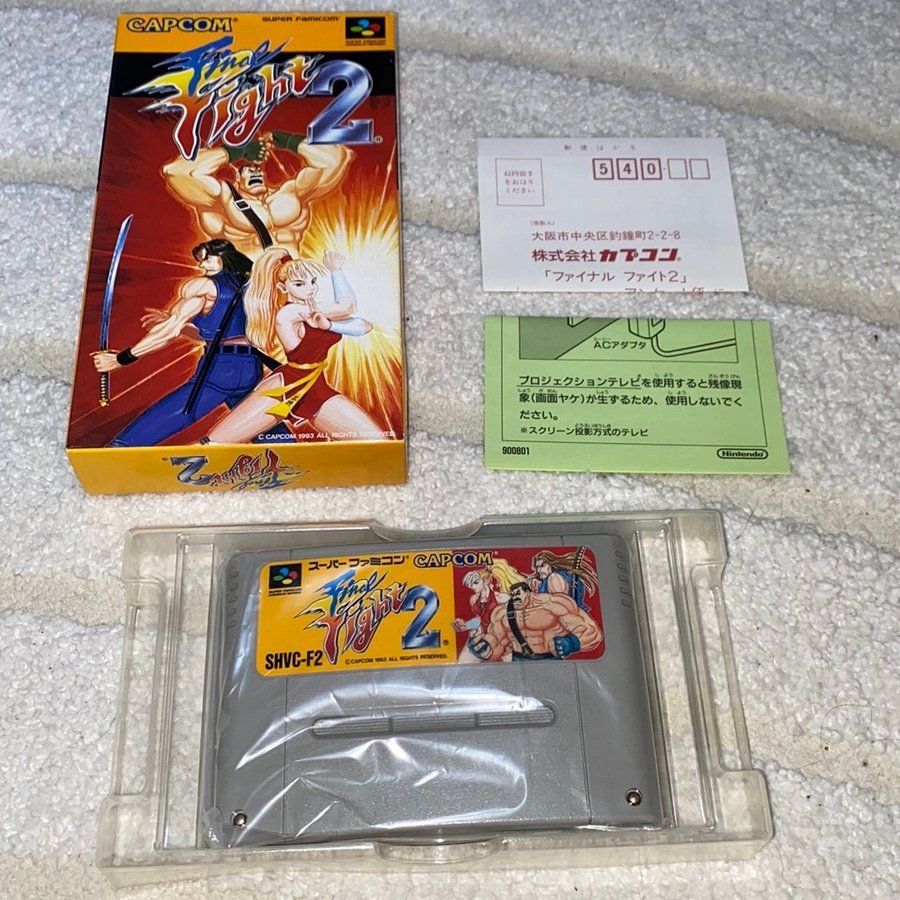 CAPCOM
SUPER FAMICOM
Final
Fight 2
© CAPCOM 1993 ALL RIGHTS RESERVED.
Final
Fight 2
郵便はがき
540
切手
をおはり
ください
大阪市中央区釣鐘町2-2-8
株式会社カプコン
「ファイナル ファイト2」
ACアダプタ
プロジェクションテレビを使用すると残像現
象(画面ヤケ)が生ずるため、使用しないでく
ださい。
※スクリーン投影方式のテレビ
900801
Nintendo
スーパーファミコン
CAPCOM
Final
Fight 2
SHVC-F2
© CAPCOM 1993 ALL RIGHTS RESERVED.